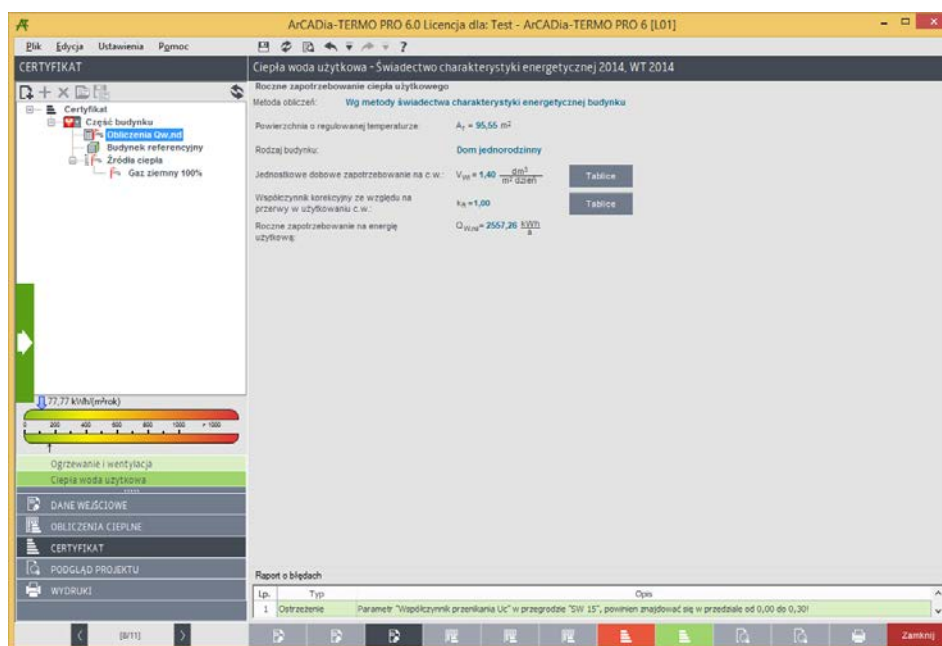 ArCADia-TERMO PRO 6.0 Licencja dla: Test - ArCADia-TERMO PRO 6 [L01]
Plik Edycja Ustawienia Pomoc
CERTYFIKAT
Ciepła woda użytkowa - Świadectwo charakterystyki energetycznej 2014, WT 2014
Certyfikat
Część budynku
Obliczenia Qw,nd
Budynek referencyjny
Źródła ciepła
Gaz ziemny 100%
Roczne zapotrzebowanie ciepła użytkowego
Metoda obliczeń: Wg metody świadectwa charakterystyki energetycznej budynku
Powierzchnia o regulowanej temperaturze: Af = 95,55 m²
Rodzaj budynku: Dom jednorodzinny
Jednostkowe dobowe zapotrzebowanie na c.w.: VWi = 1,40 dm³/m² dzień Tablice
Współczynnik korekcyjny ze względu na
przerwy w użytkowaniu c.w.: kR =1,00 Tablice
Roczne zapotrzebowanie na energię
użytkową: QW,nd= 2557,26 kWh/a
77,77 kWh/(m²rok)
0 200 400 600 800 1000 > 1000
Ogrzewanie i wentylacja
Ciepła woda użytkowa
DANE WEJŚCIOWE
OBLICZENIA CIEPLNE
CERTYFIKAT
PODGLĄD PROJEKTU
WYDRUKI
Raport o błędach
Lp. Typ Opis
1 Ostrzeżenie Parametr "Współczynnik przenikania Uc" w przegrodzie "SW 15", powinien znajdować się w przedziale od 0,00 do 0,30!
[8/11]
Zamknij